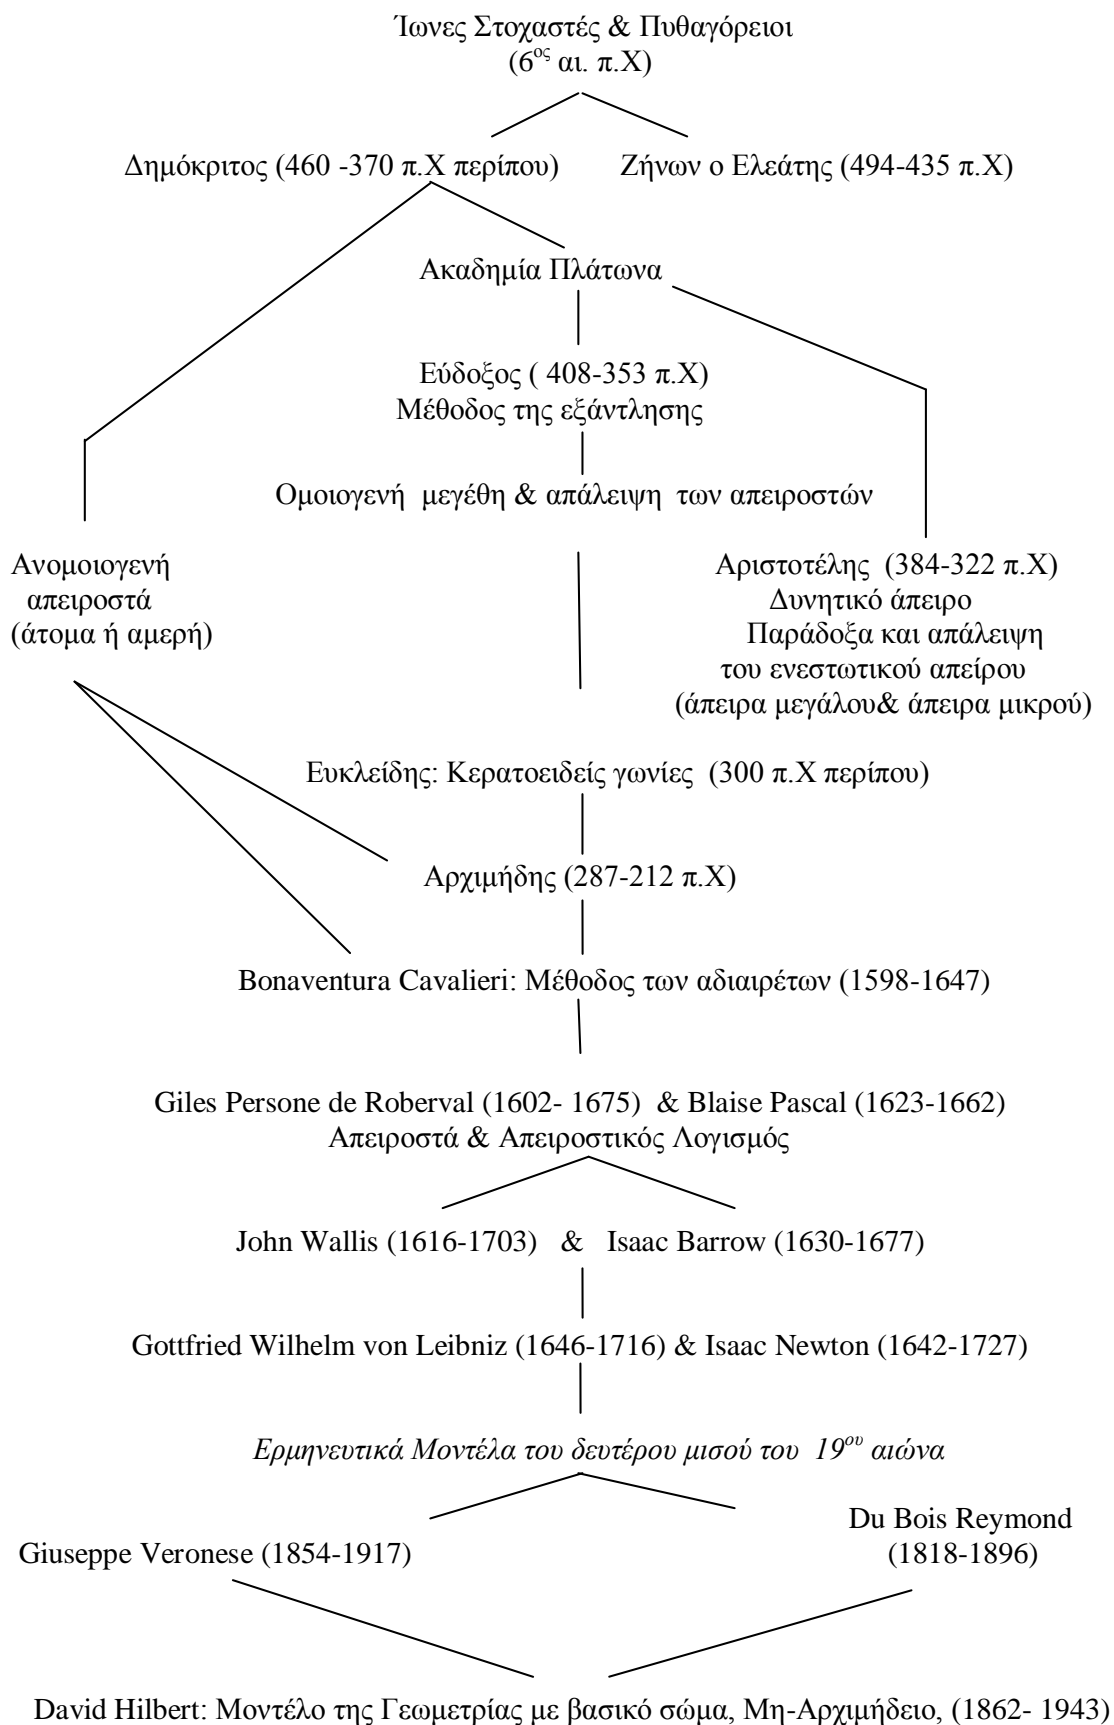 Ίωνες Στοχαστές & Πυθαγόρειοι
(6ος αι. π.Χ)
Δημόκριτος (460 -370 π.Χ περίπου) Ζήνων ο Ελεάτης (494-435 π.Χ)
Ακαδημία Πλάτωνα
Εύδοξος ( 408-353 π.Χ)
Μέθοδος της εξάντλησης
Ομοιογενή μεγέθη & απάλειψη των απειροστών
Ανομοιογενή
απειροστά
(άτομα ή αμερή)
Αριστοτέλης (384-322 π.Χ)
Δυνητικό άπειρο
Παράδοξα και απάλειψη
του ενεστωτικού απείρου
(άπειρα μεγάλου& άπειρα μικρού)
Ευκλείδης: Κερατοειδείς γωνίες (300 π.Χ περίπου)
Αρχιμήδης (287-212 π.Χ)
Bonaventura Cavalieri: Μέθοδος των αδιαιρέτων (1598-1647)
Giles Persone de Roberval (1602- 1675) & Blaise Pascal (1623-1662)
Απειροστά & Απειροστικός Λογισμός
John Wallis (1616-1703) & Isaac Barrow (1630-1677)
Gottfried Wilhelm von Leibniz (1646-1716) & Isaac Newton (1642-1727)
Ερμηνευτικά Μοντέλα του δευτέρου μισού του 19ου αιώνα
Giuseppe Veronese (1854-1917)
Du Bois Reymond
(1818-1896)
David Hilbert: Μοντέλο της Γεωμετρίας με βασικό σώμα, Μη-Αρχιμήδειο, (1862- 1943)